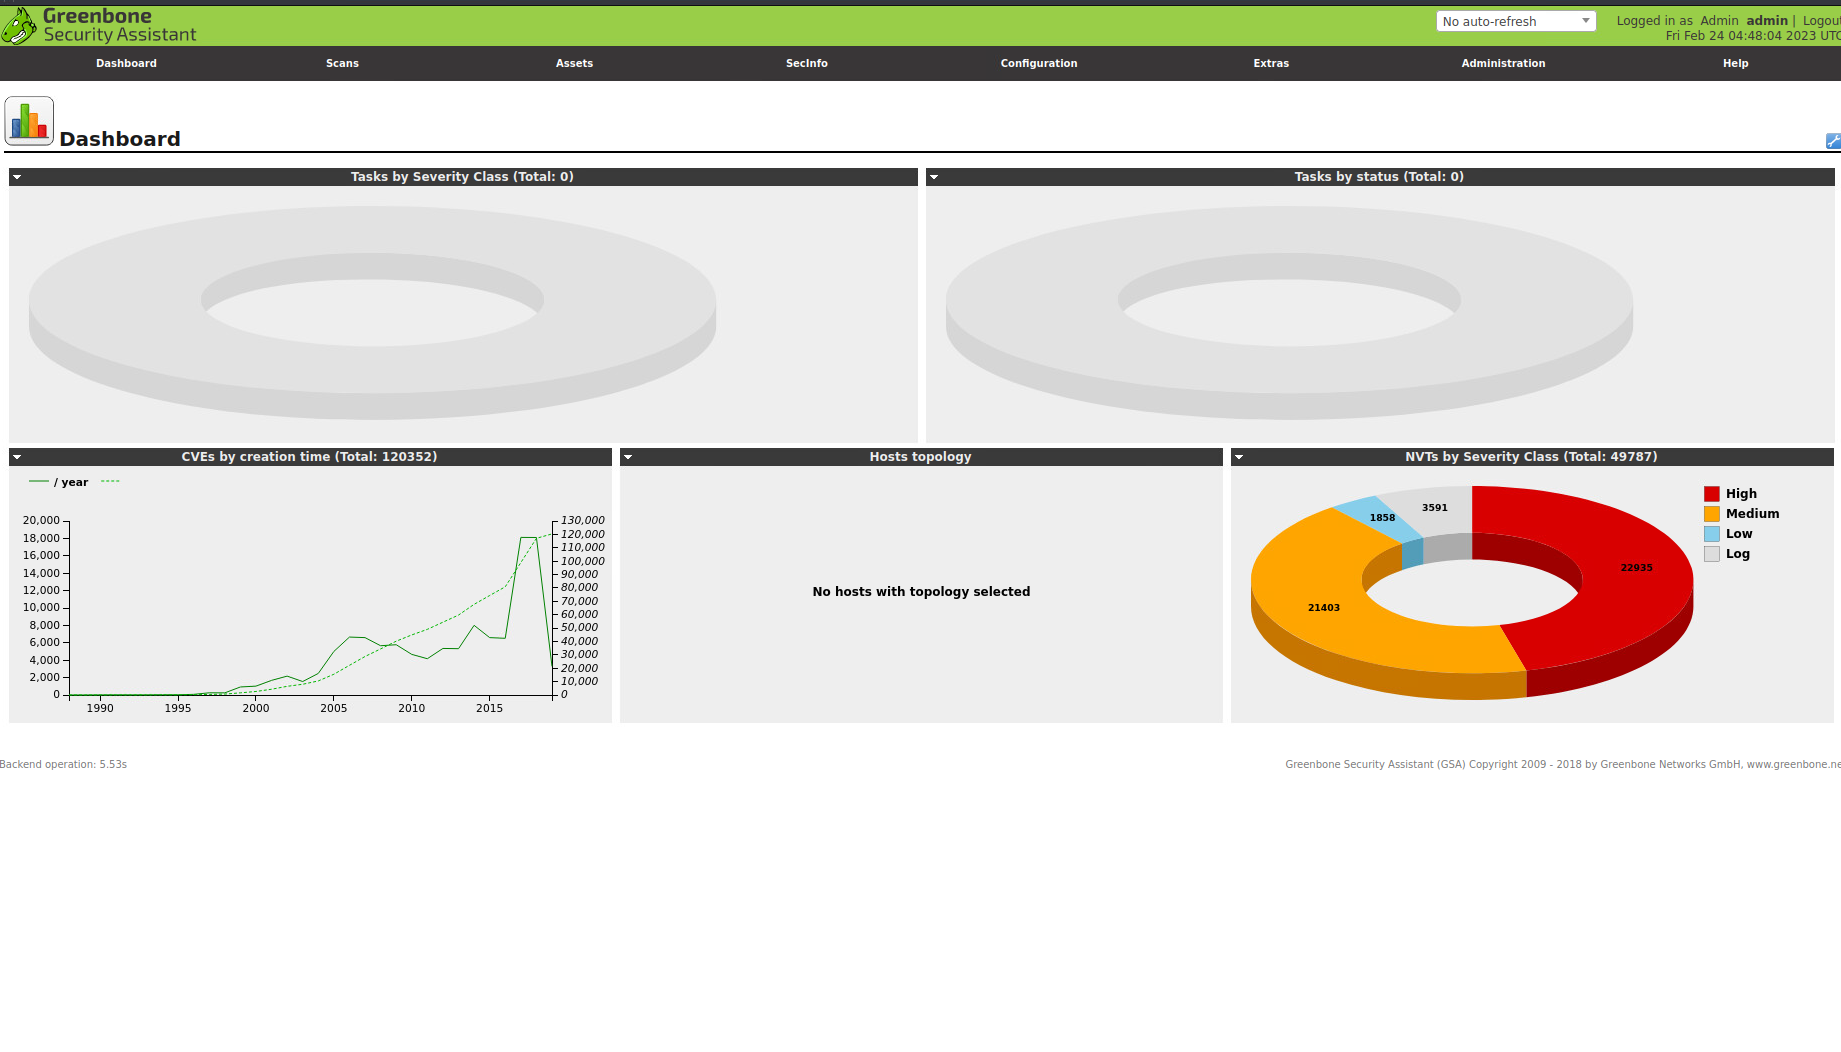 Greenbone
Security Assistant
No auto-refresh
Logged in as Admin admin | Logout
Fri Feb 24 04:48:04 2023 UTC
Dashboard Scans Assets SecInfo Configuration Extras Administration Help
Dashboard
Tasks by Severity Class (Total: 0)
Tasks by status (Total: 0)
CVEs by creation time (Total: 120352)
/ year
20,000
18,000
16,000
14,000
12,000
10,000
8,000
6,000
4,000
2,000
0
130,000
120,000
110,000
100,000
90,000
80,000
70,000
60,000
50,000
40,000
30,000
20,000
10,000
0
1990 1995 2000 2005 2010 2015
Hosts topology
No hosts with topology selected
NVTs by Severity Class (Total: 49787)
1858
3591
22935
21403
High
Medium
Low
Log
Backend operation: 5.53s
Greenbone Security Assistant (GSA) Copyright 2009 - 2018 by Greenbone Networks GmbH, www.greenbone.ne